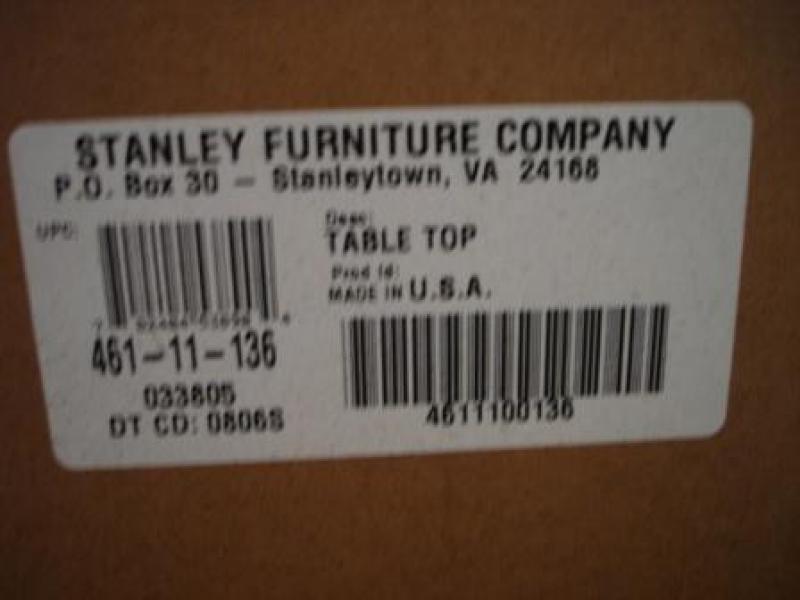 STANLEY FURNITURE COMPANY
P.O. Box 30 - Stanleytown, VA 24168
UPC:
Desc:
TABLE TOP
Prod Id:
MADE IN U.S.A.
461-11-136
033805
DT CD: 0806S
4611100136